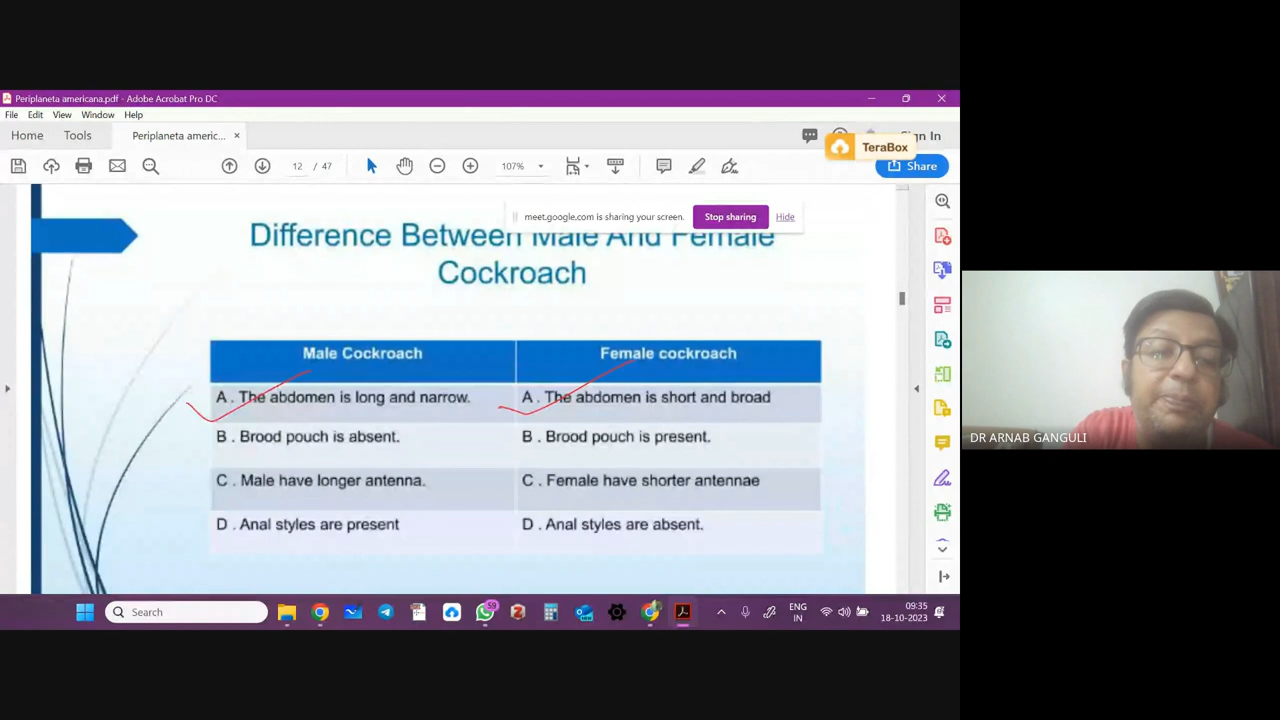 Periplaneta americana.pdf - Adobe Acrobat Pro DC
File Edit View Window Help
Home Tools Periplaneta americ... × Sign In
TeraBox
12 / 47 107% Share
meet.google.com is sharing your screen. Stop sharing Hide
Difference Between Male And Female
Cockroach
Male Cockroach Female cockroach
A . The abdomen is long and narrow. A . The abdomen is short and broad
B . Brood pouch is absent. B . Brood pouch is present.
C . Male have longer antenna. C . Female have shorter antennae
D . Anal styles are present D . Anal styles are absent.
DR ARNAB GANGULI
Search 59 ENG 09:35
IN 18-10-2023